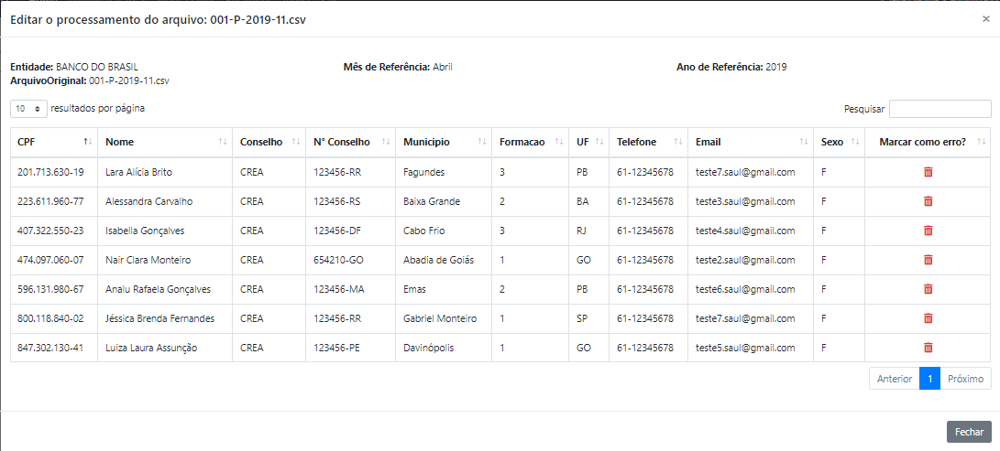 Editar o processamento do arquivo: 001-P-2019-11.csv ×
Entidade: BANCO DO BRASIL Mês de Referência: Abril Ano de Referência: 2019
ArquivoOriginal: 001-P-2019-11.csv
10 resultados por página Pesquisar
CPF Nome Conselho N° Conselho Municipio Formacao UF Telefone Email Sexo Marcar como erro?
201.713.630-19 Lara Alícia Brito CREA 123456-RR Fagundes 3 PB 61-12345678 teste7.saul@gmail.com F
223.611.960-77 Alessandra Carvalho CREA 123456-RS Baixa Grande 2 BA 61-12345678 teste3.saul@gmail.com F
407.322.550-23 Isabella Gonçalves CREA 123456-DF Cabo Frio 3 RJ 61-12345678 teste4.saul@gmail.com F
474.097.060-07 Nair Clara Monteiro CREA 654210-GO Abadia de Goiás 1 GO 61-12345678 teste2.saul@gmail.com F
596.131.980-67 Analu Rafaela Gonçalves CREA 123456-MA Emas 2 PB 61-12345678 teste6.saul@gmail.com F
800.118.840-02 Jéssica Brenda Fernandes CREA 123456-RR Gabriel Monteiro 1 SP 61-12345678 teste7.saul@gmail.com F
847.302.130-41 Luiza Laura Assunção CREA 123456-PE Davinópolis 1 GO 61-12345678 teste5.saul@gmail.com F
Anterior 1 Próximo
Fechar